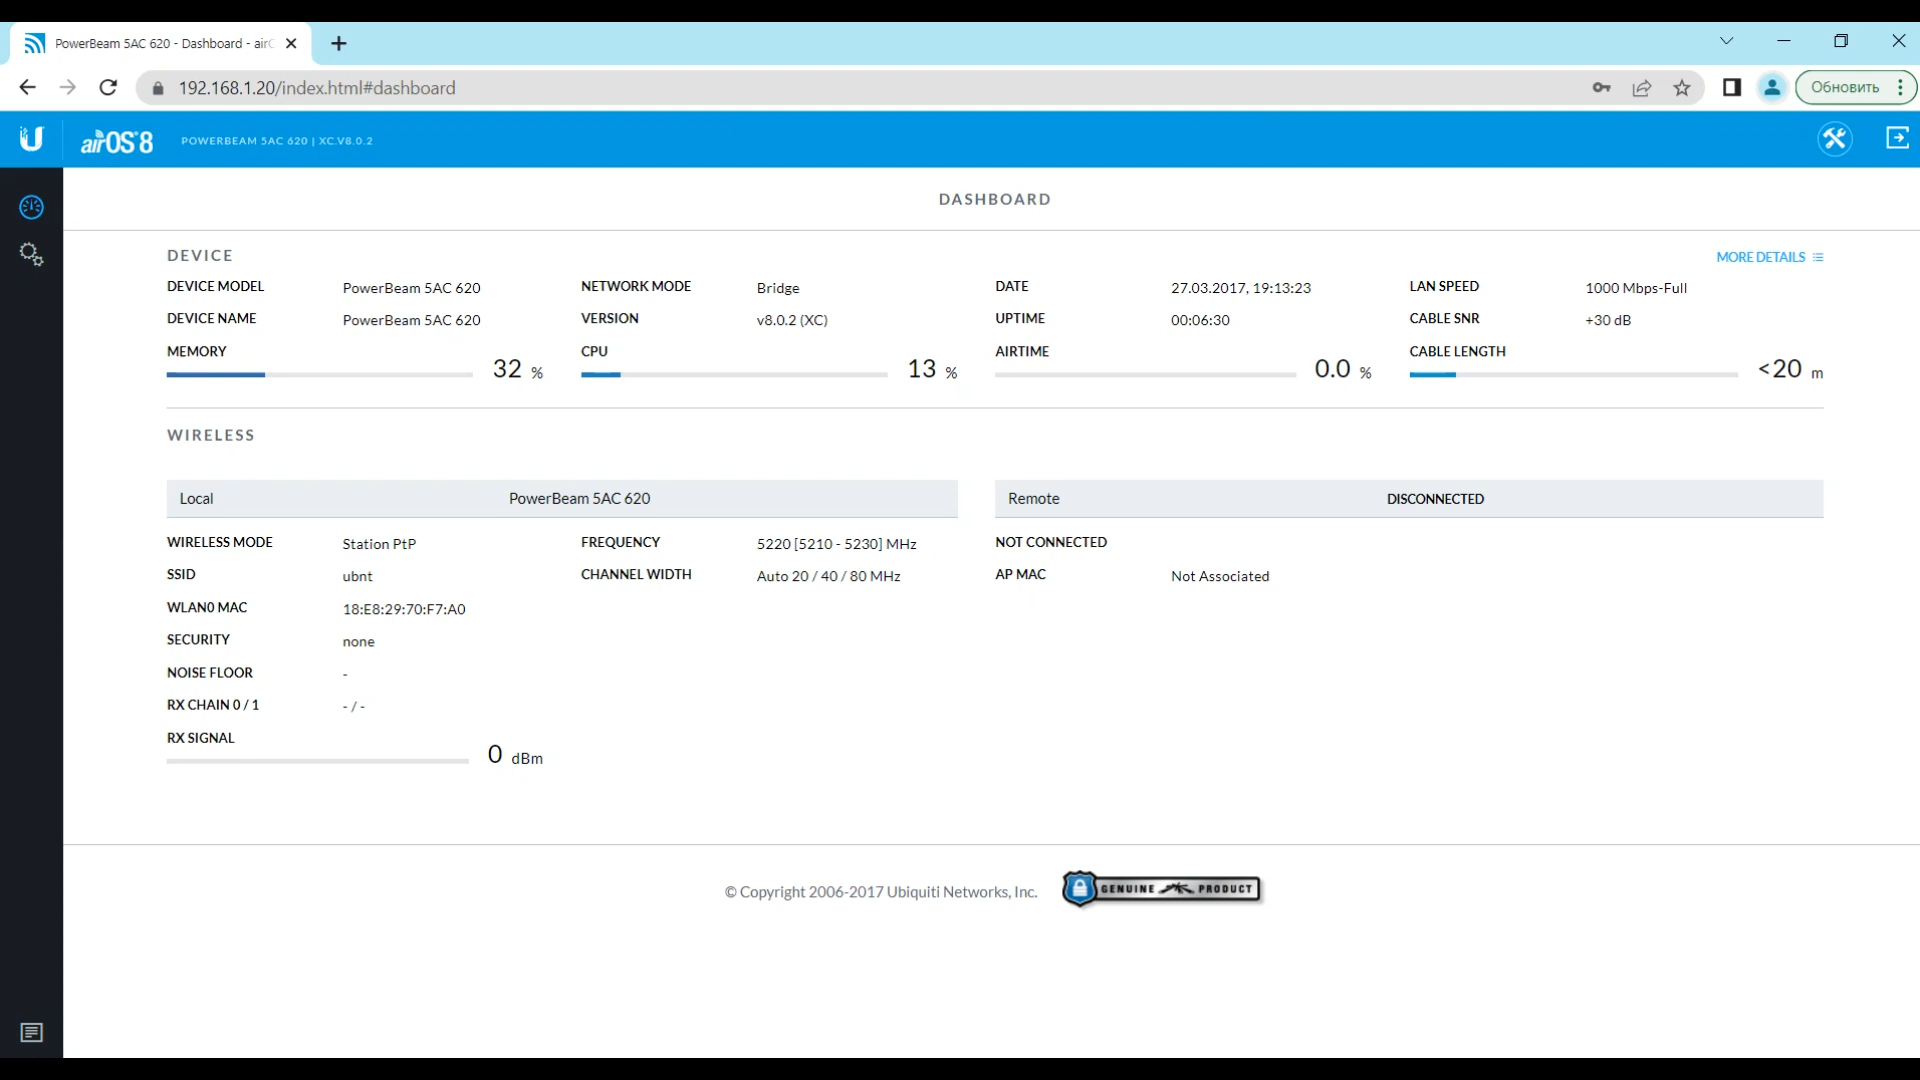 PowerBeam 5AC 620 - Dashboard - airO
192.168.1.20/index.html#dashboard
Обновить
airOS 8 POWERBEAM 5AC 620 | XC.V8.0.2
DASHBOARD
DEVICE
MORE DETAILS
DEVICE MODEL PowerBeam 5AC 620 NETWORK MODE Bridge DATE 27.03.2017, 19:13:23 LAN SPEED 1000 Mbps-Full
DEVICE NAME PowerBeam 5AC 620 VERSION v8.0.2 (XC) UPTIME 00:06:30 CABLE SNR +30 dB
MEMORY 32 % CPU 13 % AIRTIME 0.0 % CABLE LENGTH <20 m
WIRELESS
Local PowerBeam 5AC 620 Remote DISCONNECTED
WIRELESS MODE Station PtP FREQUENCY 5220 [5210 - 5230] MHz NOT CONNECTED
SSID ubnt CHANNEL WIDTH Auto 20 / 40 / 80 MHz AP MAC Not Associated
WLAN0 MAC 18:E8:29:70:F7:A0
SECURITY none
NOISE FLOOR -
RX CHAIN 0 / 1 - / -
RX SIGNAL 0 dBm
© Copyright 2006-2017 Ubiquiti Networks, Inc. GENUINE PRODUCT